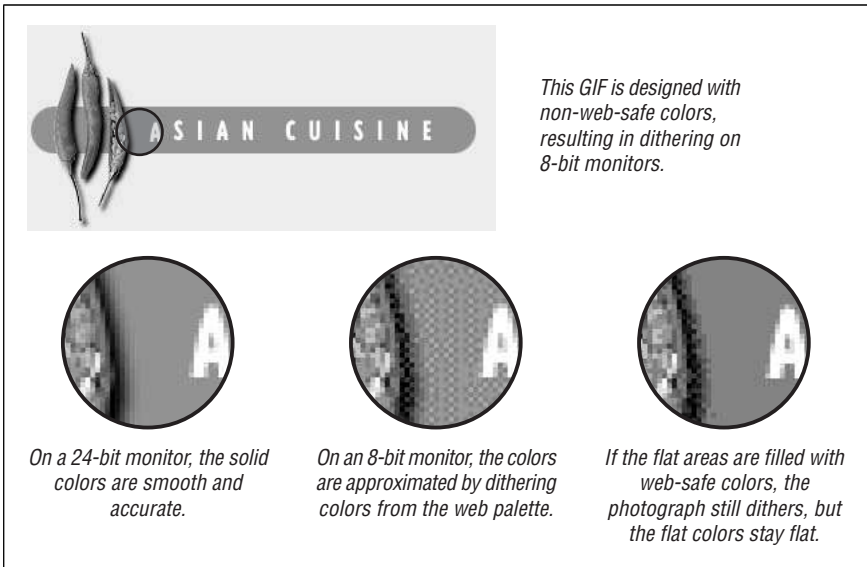 ASIAN CUISINE
This GIF is designed with
non-web-safe colors,
resulting in dithering on
8-bit monitors.
A
A
A
On a 24-bit monitor, the solid
colors are smooth and
accurate.
On an 8-bit monitor, the colors
are approximated by dithering
colors from the web palette.
If the flat areas are filled with
web-safe colors, the
photograph still dithers, but
the flat colors stay flat.